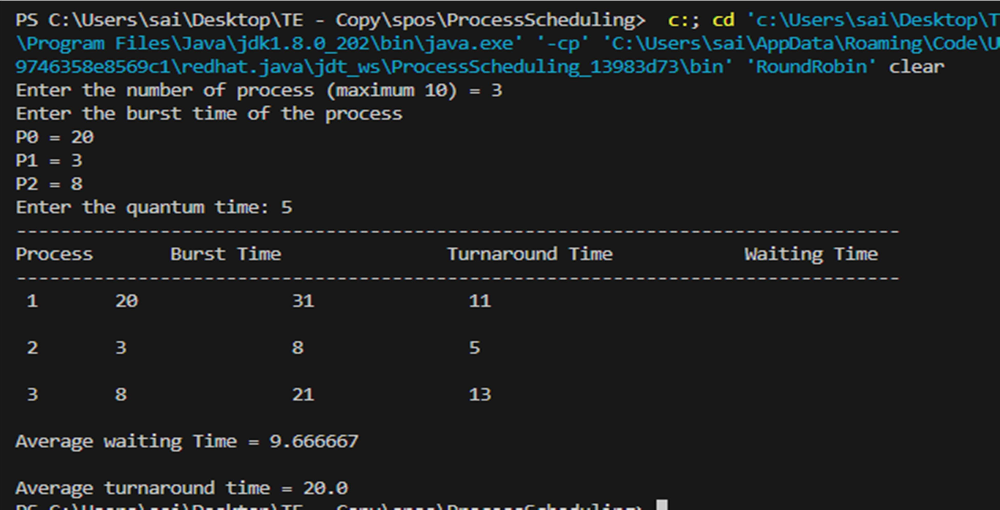 PS C:\Users\sai\Desktop\TE - Copy\spos\ProcessScheduling>  c:; cd 'c:\Users\sai\Desktop\T
\Program Files\Java\jdk1.8.0_202\bin\java.exe' '-cp' 'C:\Users\sai\AppData\Roaming\Code\U
9746358e8569c1\redhat.java\jdt_ws\ProcessScheduling_13983d73\bin' 'RoundRobin' clear
Enter the number of process (maximum 10) = 3
Enter the burst time of the process
P0 = 20
P1 = 3
P2 = 8
Enter the quantum time: 5
--------------------------------------------------------------------------------
Process       Burst Time               Turnaround Time            Waiting Time
--------------------------------------------------------------------------------
 1       20              31              11
 2       3               8               5
 3       8               21              13
Average waiting Time = 9.666667
Average turnaround time = 20.0
PS C:\Users\sai\Desktop\TE - Copy\spos\ProcessScheduling>